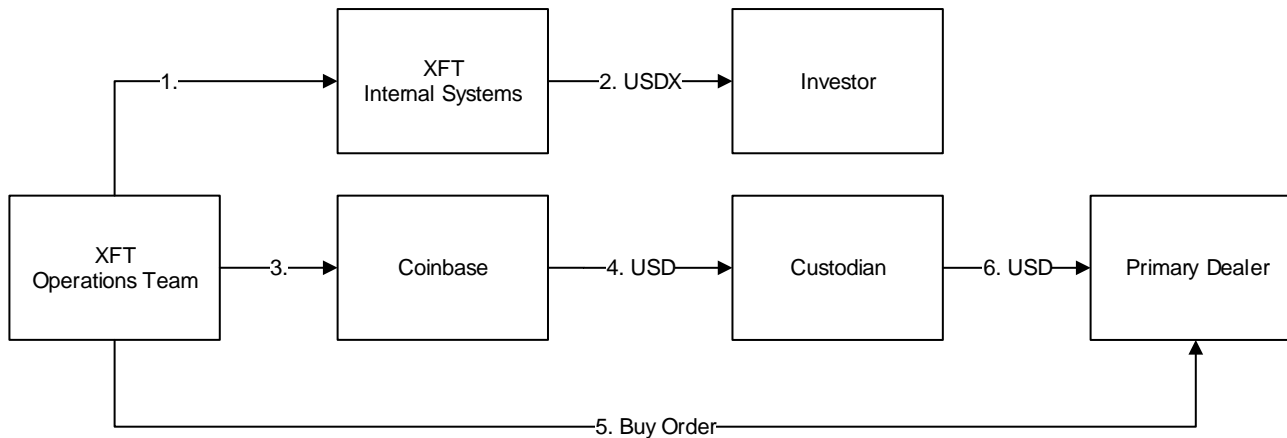 XFT
Internal Systems
Investor
1.
2. USDX
XFT
Operations Team
Coinbase
Custodian
Primary Dealer
3.
4. USD
6. USD
5. Buy Order